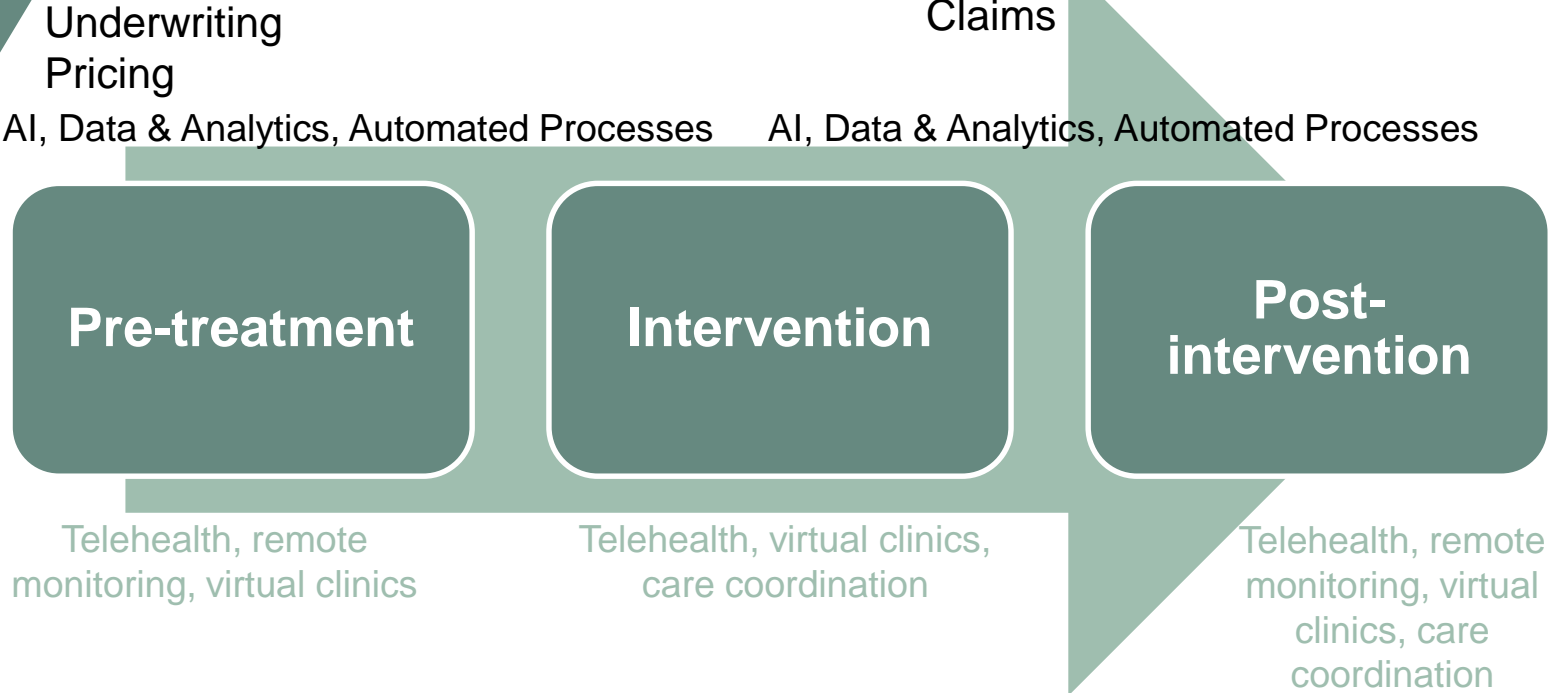 Underwriting
Pricing
Claims
AI, Data & Analytics, Automated Processes
AI, Data & Analytics, Automated Processes
Pre-treatment
Intervention
Post-
intervention
Telehealth, remote
monitoring, virtual clinics
Telehealth, virtual clinics,
care coordination
Telehealth, remote
monitoring, virtual
clinics, care
coordination